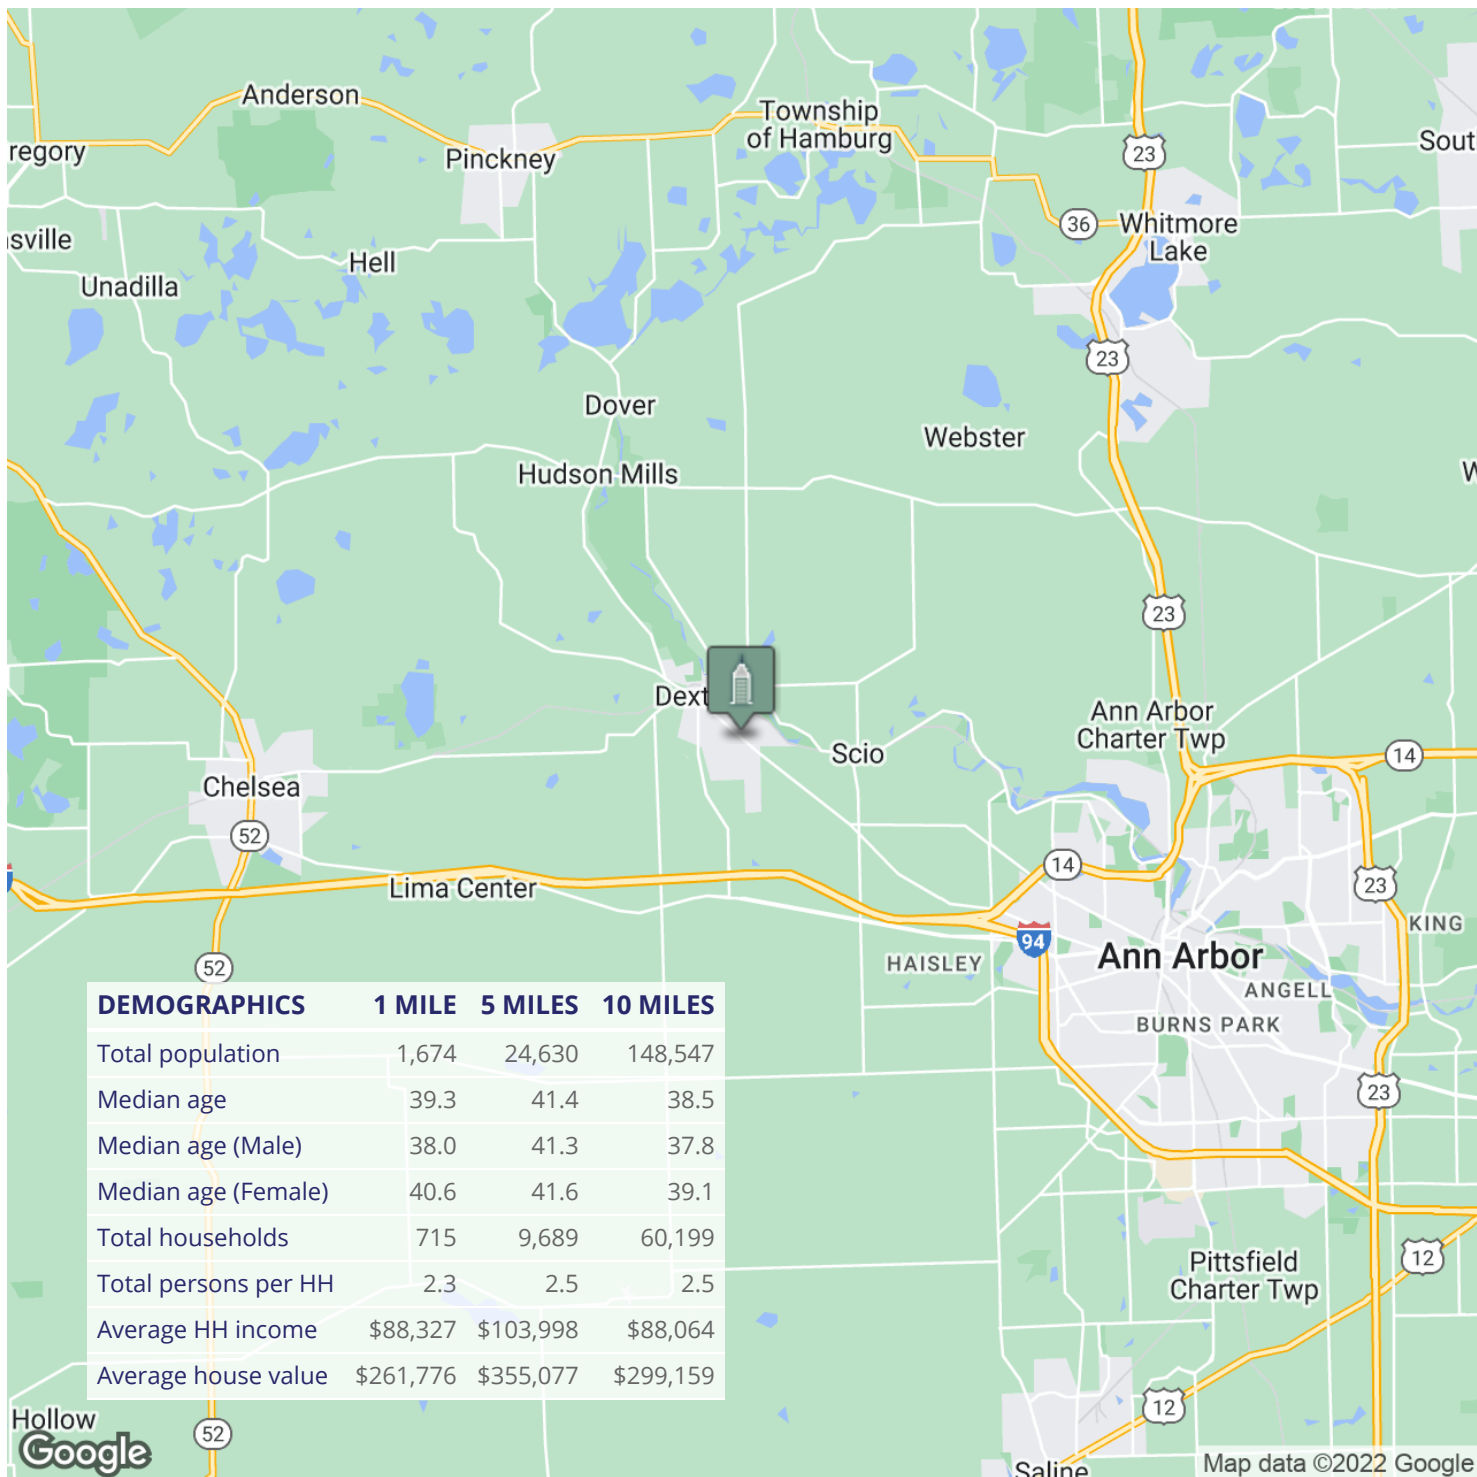 Anderson
Township
of Hamburg
regory
Pinckney
23
Sout
36
Whitmore
Lake
sville
Hell
Unadilla
23
Dover
Webster
Hudson Mills
W
23
Dext
Ann Arbor
Charter Twp
Scio
14
Chelsea
52
14
Lima Center
23
KING
94
Ann Arbor
HAISLEY
52
ANGELL
BURNS PARK
DEMOGRAPHICS 1 MILE 5 MILES 10 MILES
Total population 1,674 24,630 148,547
Median age 39.3 41.4 38.5
Median age (Male) 38.0 41.3 37.8
Median age (Female) 40.6 41.6 39.1
Total households 715 9,689 60,199
Total persons per HH 2.3 2.5 2.5
Average HH income $88,327 $103,998 $88,064
Average house value $261,776 $355,077 $299,159
23
12
Pittsfield
Charter Twp
12
Hollow
52
Google
Saline
Map data ©2022 Google